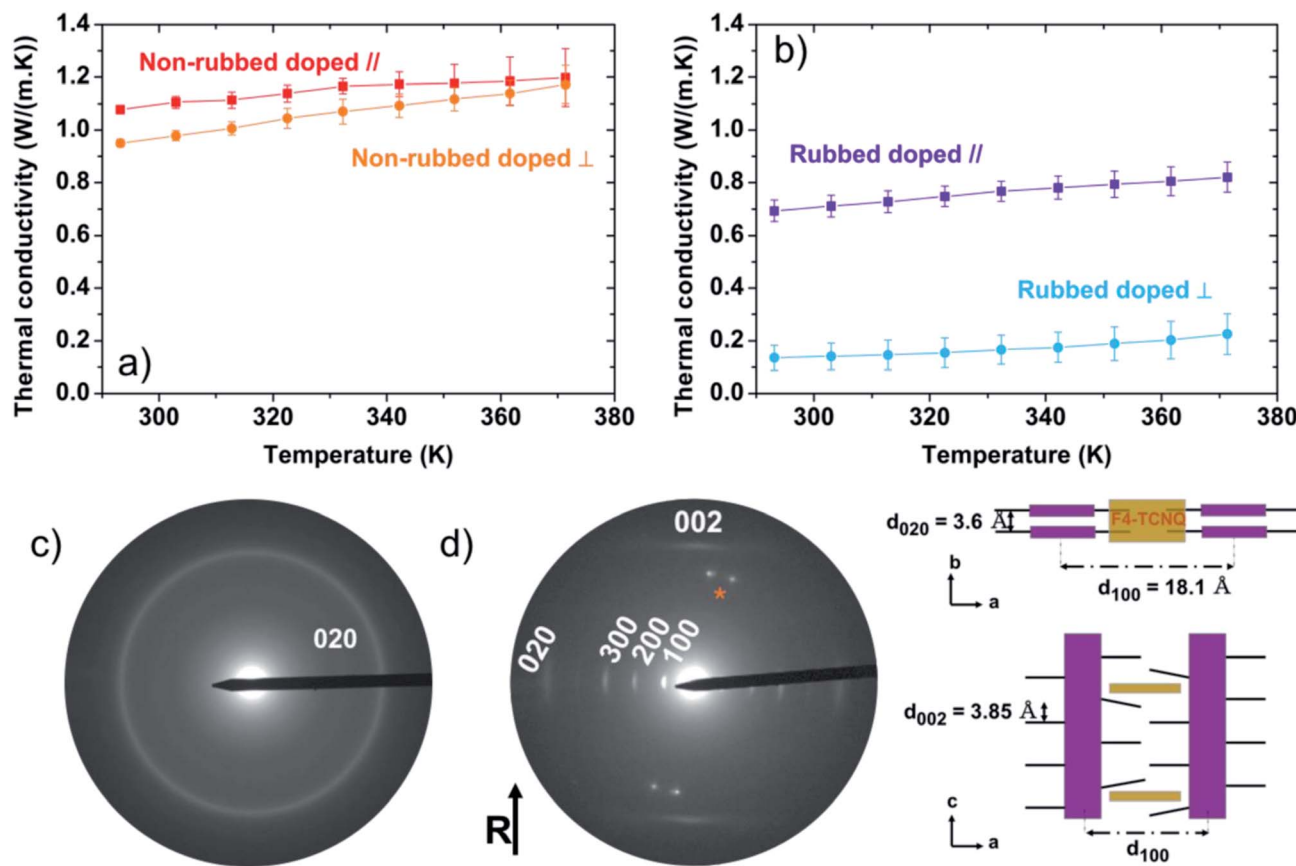 Thermal conductivity (W/(m.K))
1.4
1.2
1.0
0.8
0.6
0.4
0.2
0.0
Non-rubbed doped //
Non-rubbed doped ⊥
a)
300
320
340
360
380
Temperature (K)
Thermal conductivity (W/(m.K))
1.4
1.2
1.0
0.8
0.6
0.4
0.2
0.0
b)
Rubbed doped //
Rubbed doped ⊥
300
320
340
360
380
Temperature (K)
c)
020
d)
002
*
020
300
200
100
R
d020 = 3.6 Å
F4-TCNQ
b
a
d100 = 18.1 Å
d002 = 3.85 Å
c
a
d100